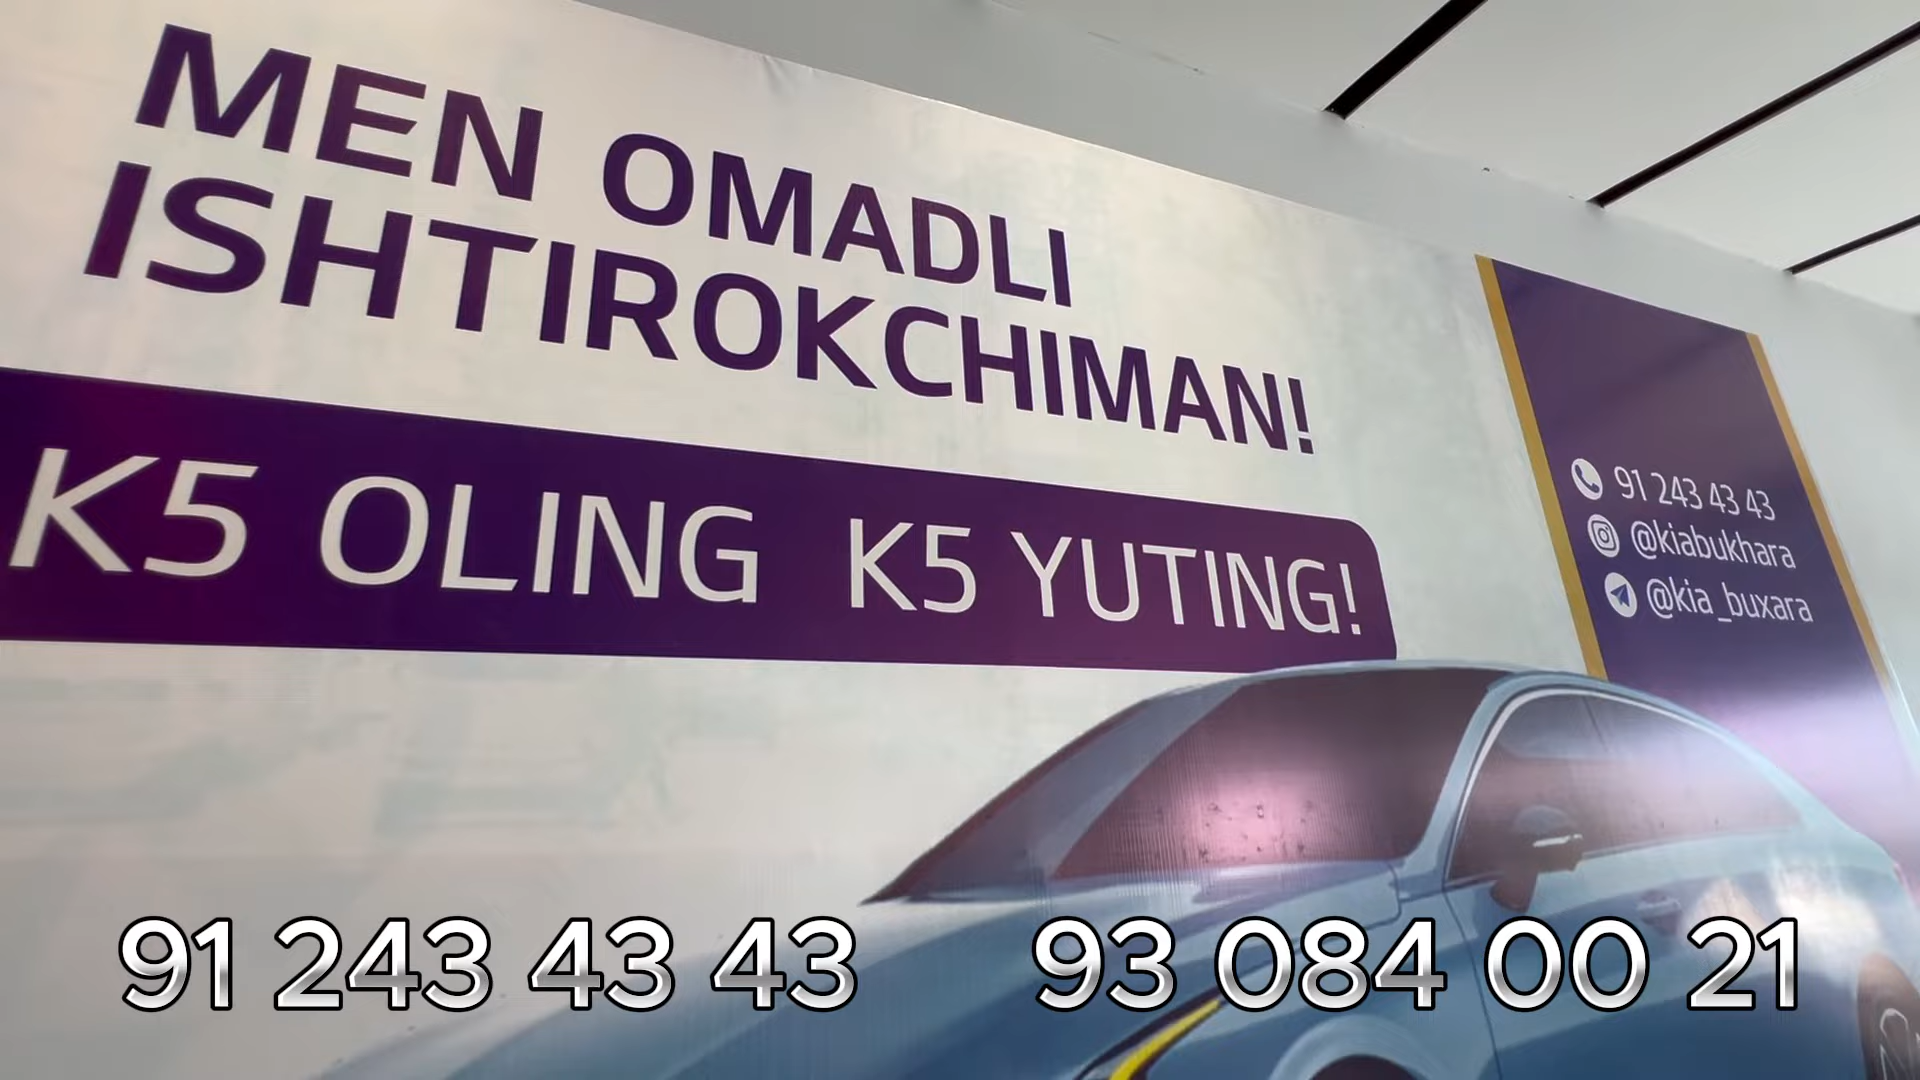 MEN OMADLI
ISHTIROKCHIMAN!
K5 OLING K5 YUTING!
91 243 43 43
@kiabukhara
@kia_buxara
91 243 43 43
93 084 00 21